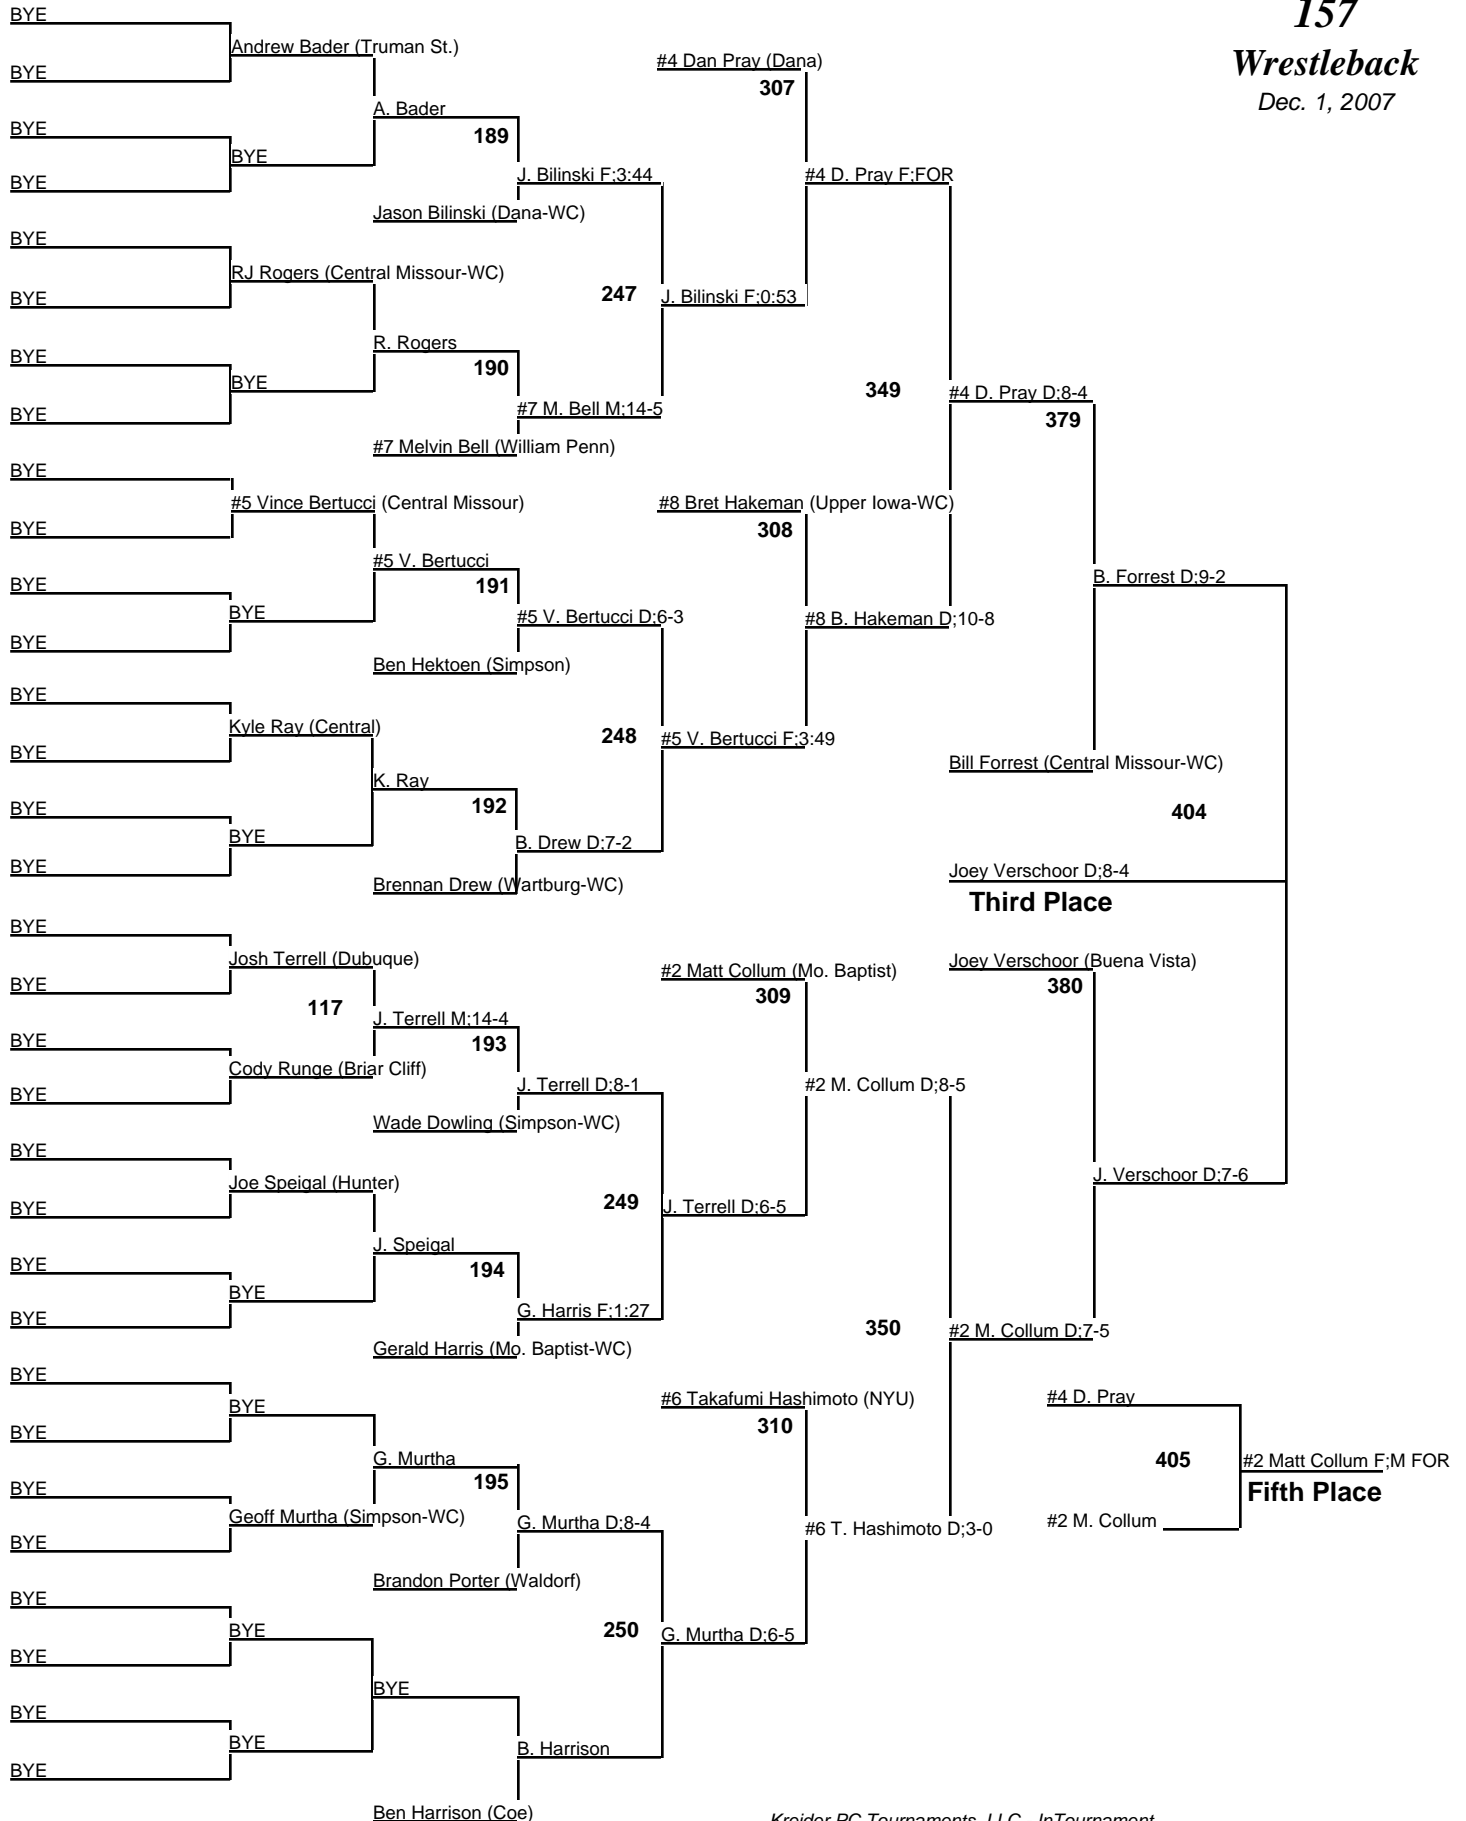 157
Wrestleback
Dec. 1, 2007
BYE
Andrew Bader (Truman St.)
#4 Dan Pray (Dana)
BYE
307
A. Bader
BYE
189
BYE
J. Bilinski F;3:44
#4 D. Pray F;FOR
BYE
Jason Bilinski (Dana-WC)
BYE
RJ Rogers (Central Missour-WC)
247
J. Bilinski F;0:53
BYE
R. Rogers
BYE
190
BYE
349
#4 D. Pray D;8-4
#7 M. Bell M;14-5
BYE
379
#7 Melvin Bell (William Penn)
BYE
#5 Vince Bertucci (Central Missour)
#8 Bret Hakeman (Upper Iowa-WC)
BYE
308
#5 V. Bertucci
B. Forrest D;9-2
BYE
191
BYE
#5 V. Bertucci D;6-3
#8 B. Hakeman D;10-8
BYE
Ben Hektoen (Simpson)
BYE
Kyle Ray (Central)
248
#5 V. Bertucci F;3:49
BYE
Bill Forrest (Central Missour-WC)
K. Ray
BYE
192
404
BYE
B. Drew D;7-2
BYE
Joey Verschoor D;8-4
Brennan Drew (Wartburg-WC)
Third Place
BYE
Josh Terrell (Dubuque)
#2 Matt Collum (Mo. Baptist)
Joey Verschoor (Buena Vista)
BYE
380
309
117
J. Terrell M;14-4
BYE
193
Cody Runge (Briar Cliff)
J. Terrell D;8-1
#2 M. Collum D;8-5
BYE
Wade Dowling (Simpson-WC)
BYE
Joe Speigal (Hunter)
J. Verschoor D;7-6
BYE
249
J. Terrell D;6-5
J. Speigal
BYE
194
BYE
G. Harris F;1:27
BYE
350
#2 M. Collum D;7-5
Gerald Harris (Mo. Baptist-WC)
BYE
BYE
#6 Takafumi Hashimoto (NYU)
#4 D. Pray
BYE
310
G. Murtha
405
#2 Matt Collum F;M FOR
BYE
195
Fifth Place
Geoff Murtha (Simpson-WC)
G. Murtha D;8-4
#6 T. Hashimoto D;3-0
#2 M. Collum
BYE
Brandon Porter (Waldorf)
BYE
BYE
250
G. Murtha D;6-5
BYE
BYE
BYE
BYE
B. Harrison
BYE
Ben Harrison (Coe)
Kreider PC Tournaments, LLC - InTournament